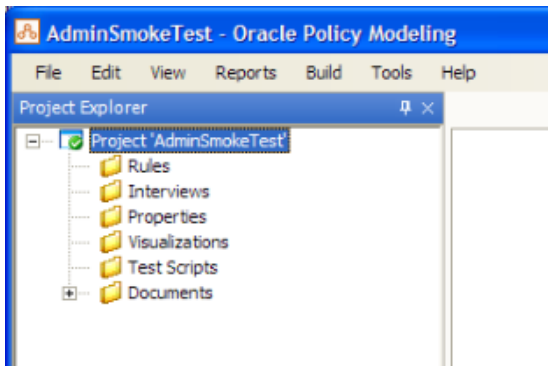 AdminSmokeTest - Oracle Policy Modeling
File Edit View Reports Build Tools Help
Project Explorer
Project 'AdminSmokeTest'
Rules
Interviews
Properties
Visualizations
Test Scripts
Documents